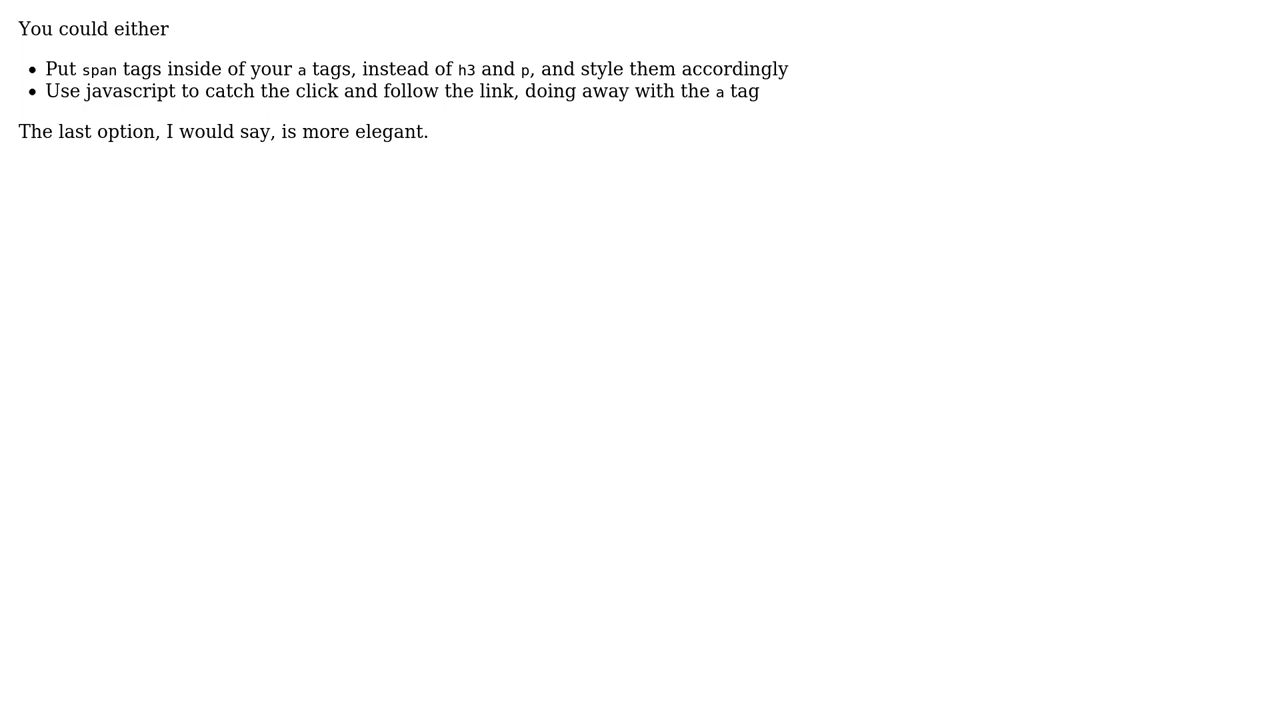 You could either
• Put span tags inside of your a tags, instead of h3 and p, and style them accordingly
• Use javascript to catch the click and follow the link, doing away with the a tag
The last option, I would say, is more elegant.